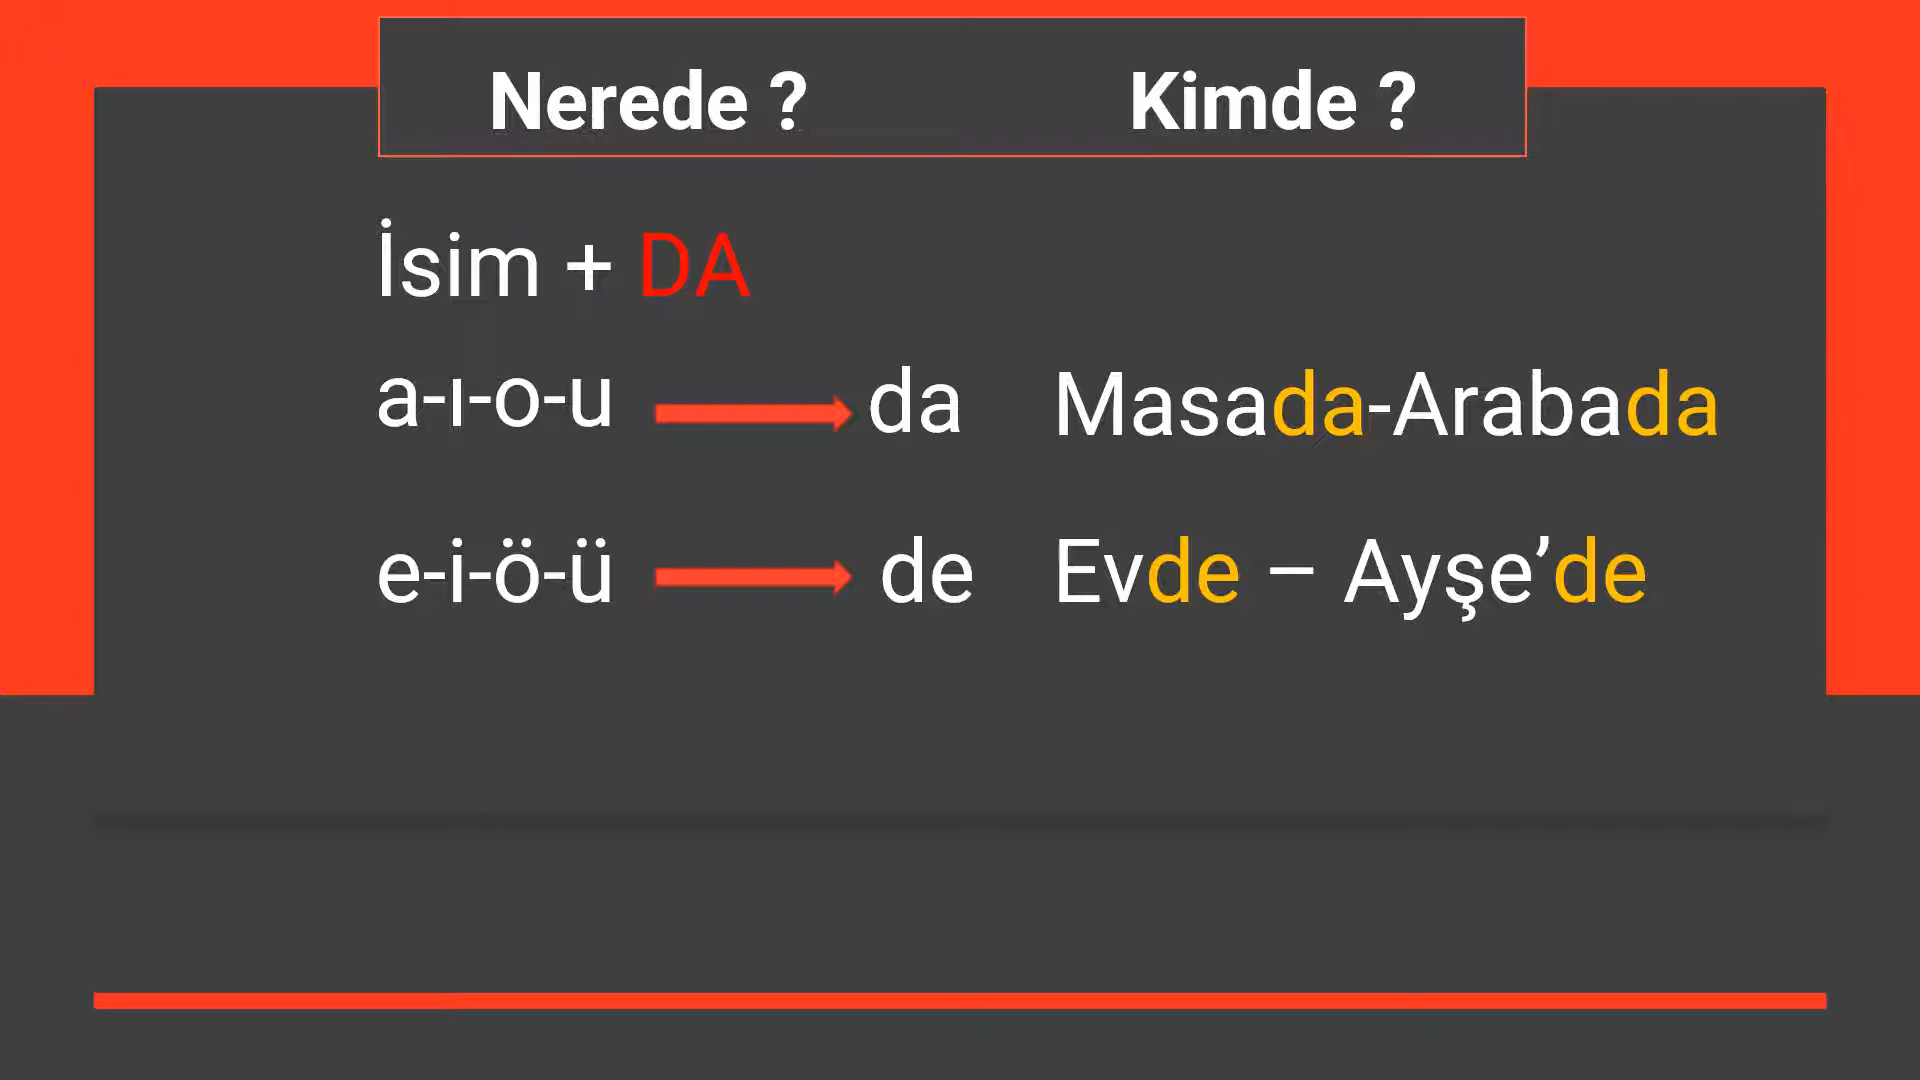 Nerede ? Kimde ?
İsim + DA
a-ı-o-u da Masada-Arabada
e-i-ö-ü de Evde – Ayşe’de